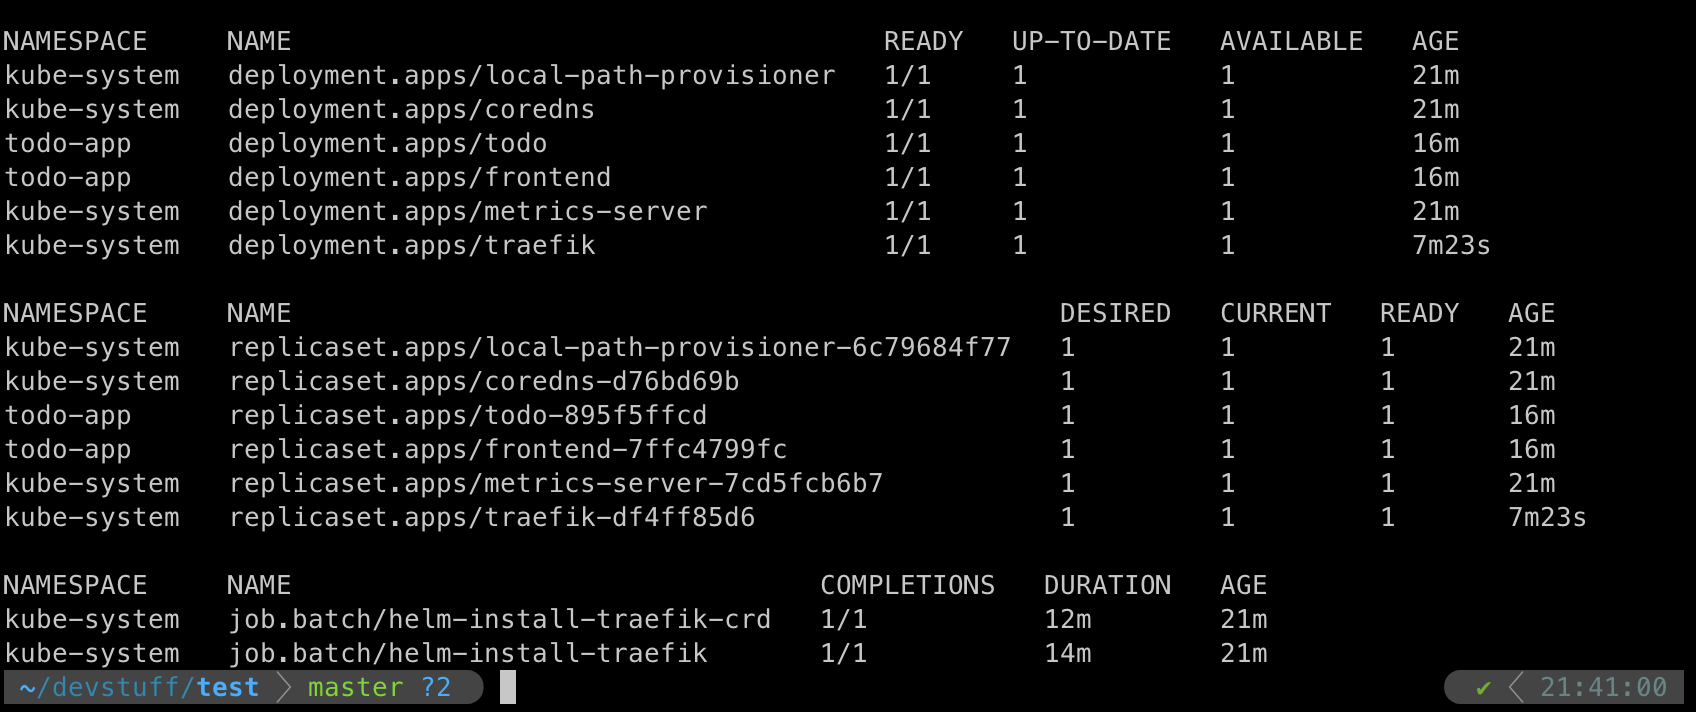 NAMESPACE     NAME                                     READY   UP-TO-DATE   AVAILABLE   AGE
kube-system   deployment.apps/local-path-provisioner   1/1     1            1           21m
kube-system   deployment.apps/coredns                  1/1     1            1           21m
todo-app      deployment.apps/todo                     1/1     1            1           16m
todo-app      deployment.apps/frontend                 1/1     1            1           16m
kube-system   deployment.apps/metrics-server           1/1     1            1           21m
kube-system   deployment.apps/traefik                  1/1     1            1           7m23s
NAMESPACE     NAME                                                DESIRED   CURRENT   READY   AGE
kube-system   replicaset.apps/local-path-provisioner-6c79684f77   1         1         1       21m
kube-system   replicaset.apps/coredns-d76bd69b                    1         1         1       21m
todo-app      replicaset.apps/todo-895f5ffcd                      1         1         1       16m
todo-app      replicaset.apps/frontend-7ffc4799fc                 1         1         1       16m
kube-system   replicaset.apps/metrics-server-7cd5fcb6b7           1         1         1       21m
kube-system   replicaset.apps/traefik-df4ff85d6                   1         1         1       7m23s
NAMESPACE     NAME                                 COMPLETIONS   DURATION   AGE
kube-system   job.batch/helm-install-traefik-crd   1/1           12m        21m
kube-system   job.batch/helm-install-traefik       1/1           14m        21m
~/devstuff/test master ?2 ✔ 21:41:00